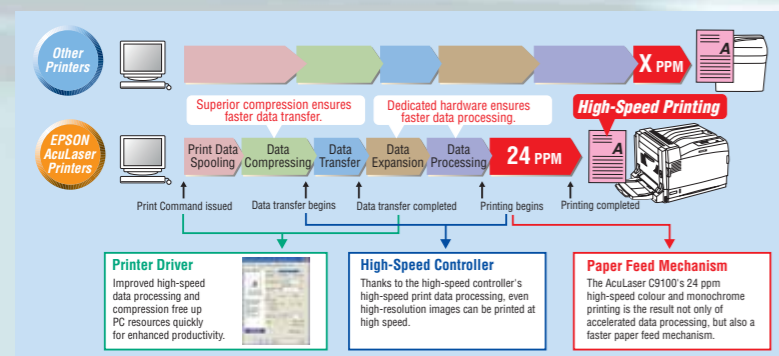 Other
Printers
X PPM
A
Superior compression ensures
faster data transfer.
Dedicated hardware ensures
faster data processing.
High-Speed Printing
EPSON
AcuLaser
Printers
Print Data
Spooling
Data
Compressing
Data
Transfer
Data
Expansion
Data
Processing
24 PPM
A
Print Command issued
Data transfer begins
Data transfer completed
Printing begins
Printing completed
Printer Driver
Improved high-speed
data processing and
compression free up
PC resources quickly
for enhanced productivity.
High-Speed Controller
Thanks to the high-speed controller's
high-speed print data processing, even
high-resolution images can be printed at
high speed.
Paper Feed Mechanism
The AcuLaser C9100's 24 ppm
high-speed colour and monochrome
printing is the result not only of
accelerated data processing, but also a
faster paper feed mechanism.